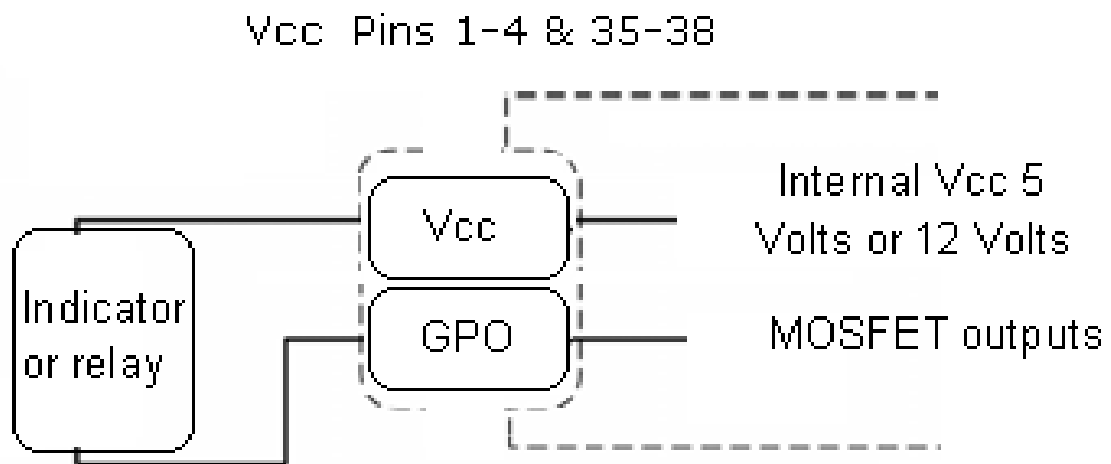 Vcc Pins 1-4 & 35-38
Vcc
Internal Vcc 5
Volts or 12 Volts
Indicator
or relay
GPO
MOSFET outputs